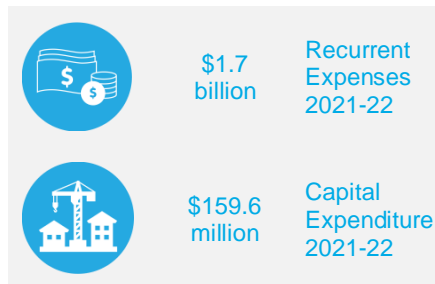 $
$
$1.7
billion
Recurrent
Expenses
2021-22
$159.6
million
Capital
Expenditure
2021-22